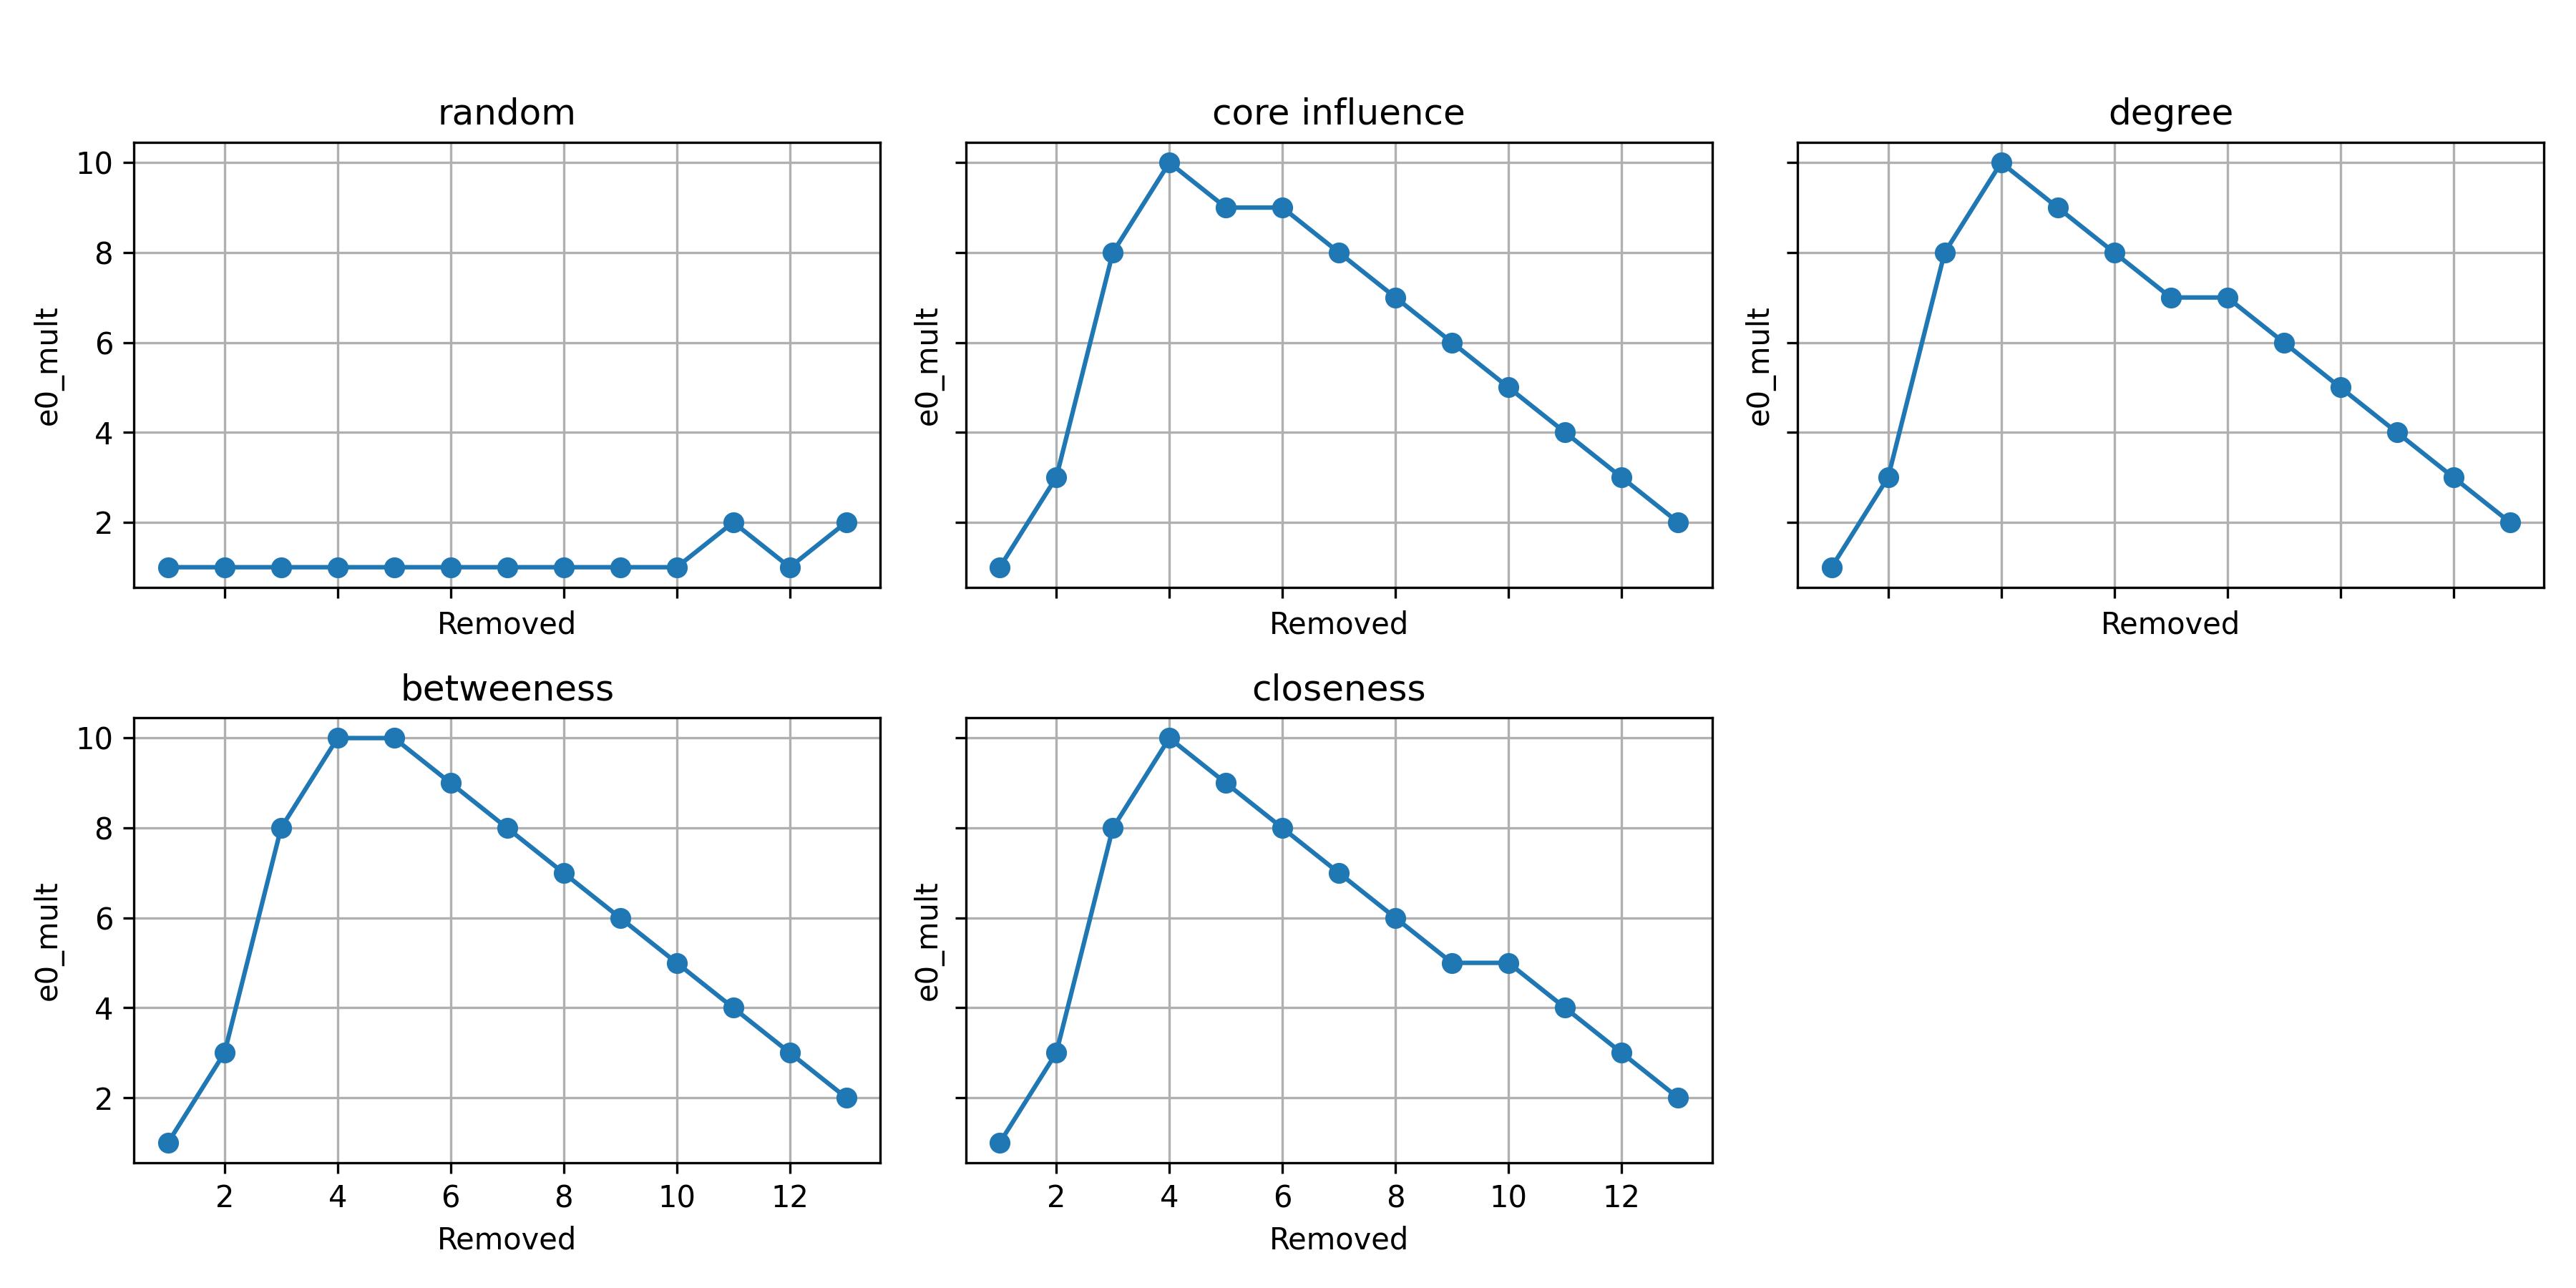 random
10
8
6
4
2
e0_mult
Removed
core influence
e0_mult
Removed
degree
e0_mult
Removed
betweeness
10
8
6
4
2
e0_mult
2 4 6 8 10 12
Removed
closeness
e0_mult
2 4 6 8 10 12
Removed